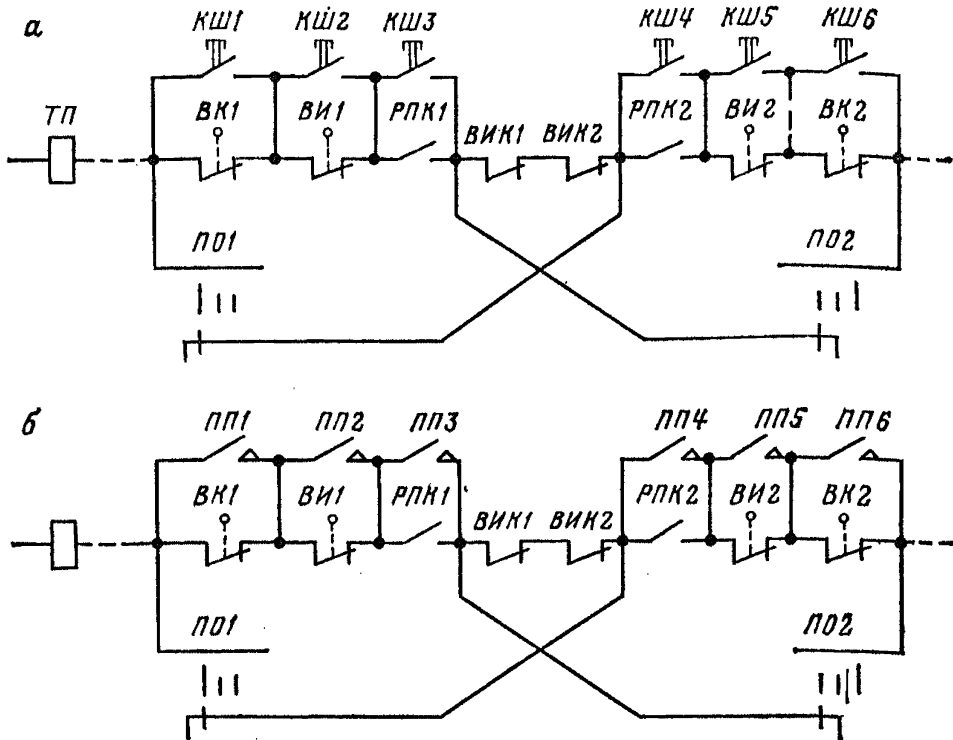 а КШ1 КШ2 КШ3 КШ4 КШ5 КШ6
ТП ВК1 ВИ1 РПК1 ВИК1 ВИК2 РПК2 ВИ2 ВК2
ПО1 ПО2
б ПП1 ПП2 ПП3 ПП4 ПП5 ПП6
ВК1 ВИ1 РПК1 ВИК1 ВИК2 РПК2 ВИ2 ВК2
ПО1 ПО2